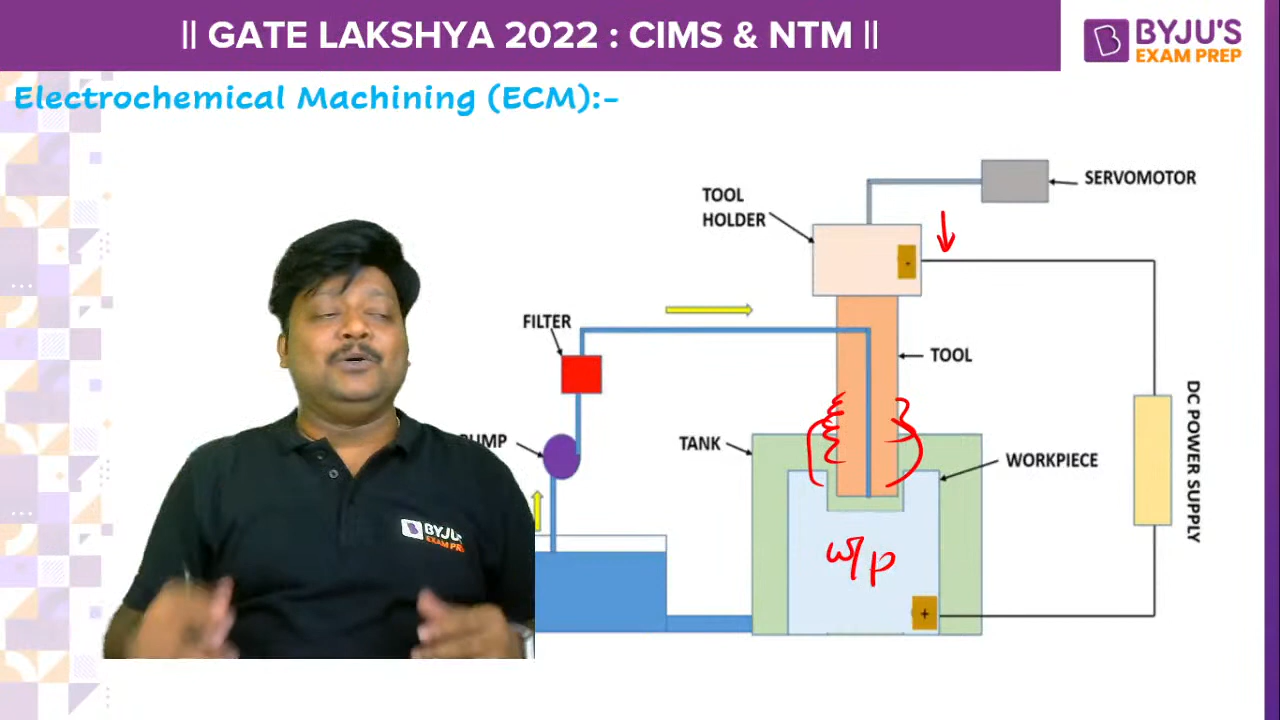 || GATE LAKSHYA 2022 : CIMS & NTM ||
BYJU'S
EXAM PREP
Electrochemical Machining (ECM):-
SERVOMOTOR
TOOL
HOLDER
FILTER
TOOL
PUMP
TANK
WORKPIECE
DC POWER SUPPLY
w/p
+
BYJU'S
EXAM PREP